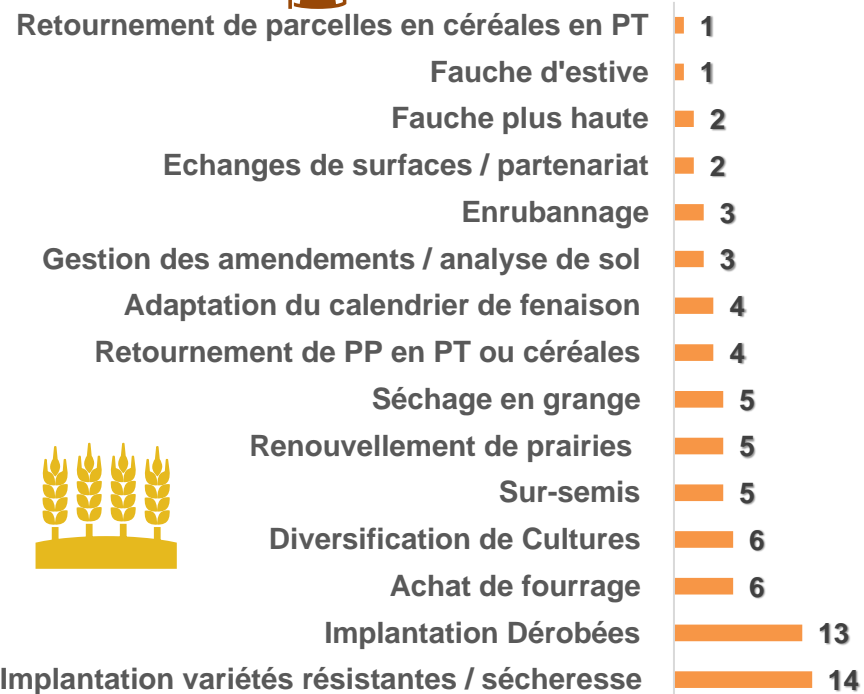 Retournement de parcelles en céréales en PT 1
Fauche d'estive 1
Fauche plus haute 2
Echanges de surfaces / partenariat 2
Enrubannage 3
Gestion des amendements / analyse de sol 3
Adaptation du calendrier de fenaison 4
Retournement de PP en PT ou céréales 4
Séchage en grange 5
Renouvellement de prairies 5
Sur-semis 5
Diversification de Cultures 6
Achat de fourrage 6
Implantation Dérobées 13
Implantation variétés résistantes / sécheresse 14